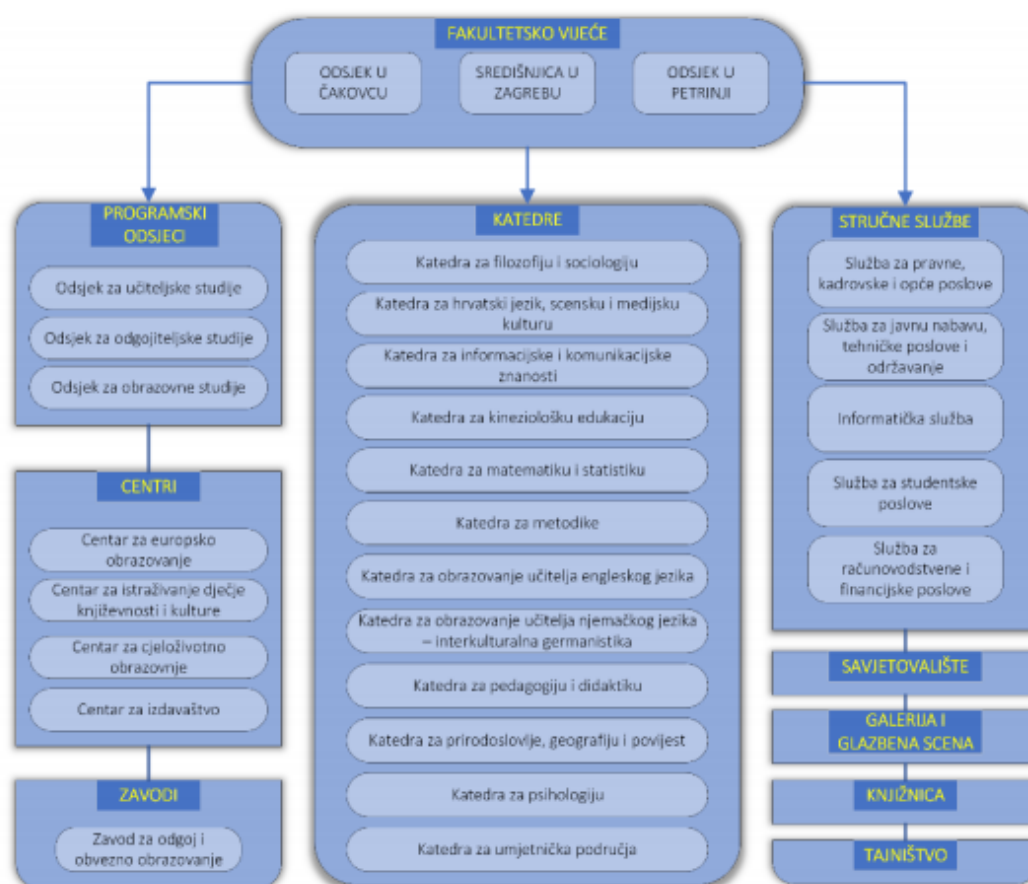 FAKULTETSKO VIJEĆE
ODSJEK U
ČAKOVCU
SREDIŠNJICA U
ZAGREBU
ODSJEK U
PETRINJI
PROGRAMSKI
ODSJECI
Odsjek za učiteljske studije
Odsjek za odgojiteljske studije
Odsjek za obrazovne studije
CENTRI
Centar za europsko
obrazovanje
Centar za istraživanje dječje
književnosti i kulture
Centar za cjeloživotno
obrazovnje
Centar za izdavaštvo
ZAVODI
Zavod za odgoj i
obvezno obrazovanje
KATEDRE
Katedra za filozofiju i sociologiju
Katedra za hrvatski jezik, scensku i medijsku
kulturu
Katedra za informacijske i komunikacijske
znanosti
Katedra za kineziološku edukaciju
Katedra za matematiku i statistiku
Katedra za metodike
Katedra za obrazovanje učitelja engleskog jezika
Katedra za obrazovanje učitelja njemačkog jezika
– interkulturalna germanistika
Katedra za pedagogiju i didaktiku
Katedra za prirodoslovije, geografiju i povijest
Katedra za psihologiju
Katedra za umjetnička područja
STRUČNE SLUŽBE
Služba za pravne,
kadrovske i opće poslove
Služba za javnu nabavu,
tehničke poslove i
održavanje
Informatička služba
Služba za studentske
poslove
Služba za
računovodstvene i
financijske poslove
SAVJETOVALIŠTE
GALERIJA I
GLAZBENA SCENA
KNJIŽNICA
TAJNIŠTVO